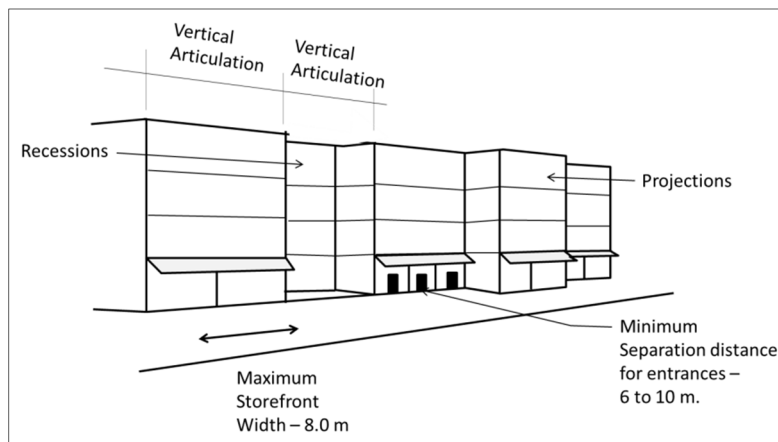 Vertical
Articulation
Vertical
Articulation
Recessions
Projections
Minimum
Separation distance
for entrances –
6 to 10 m.
Maximum
Storefront
Width – 8.0 m